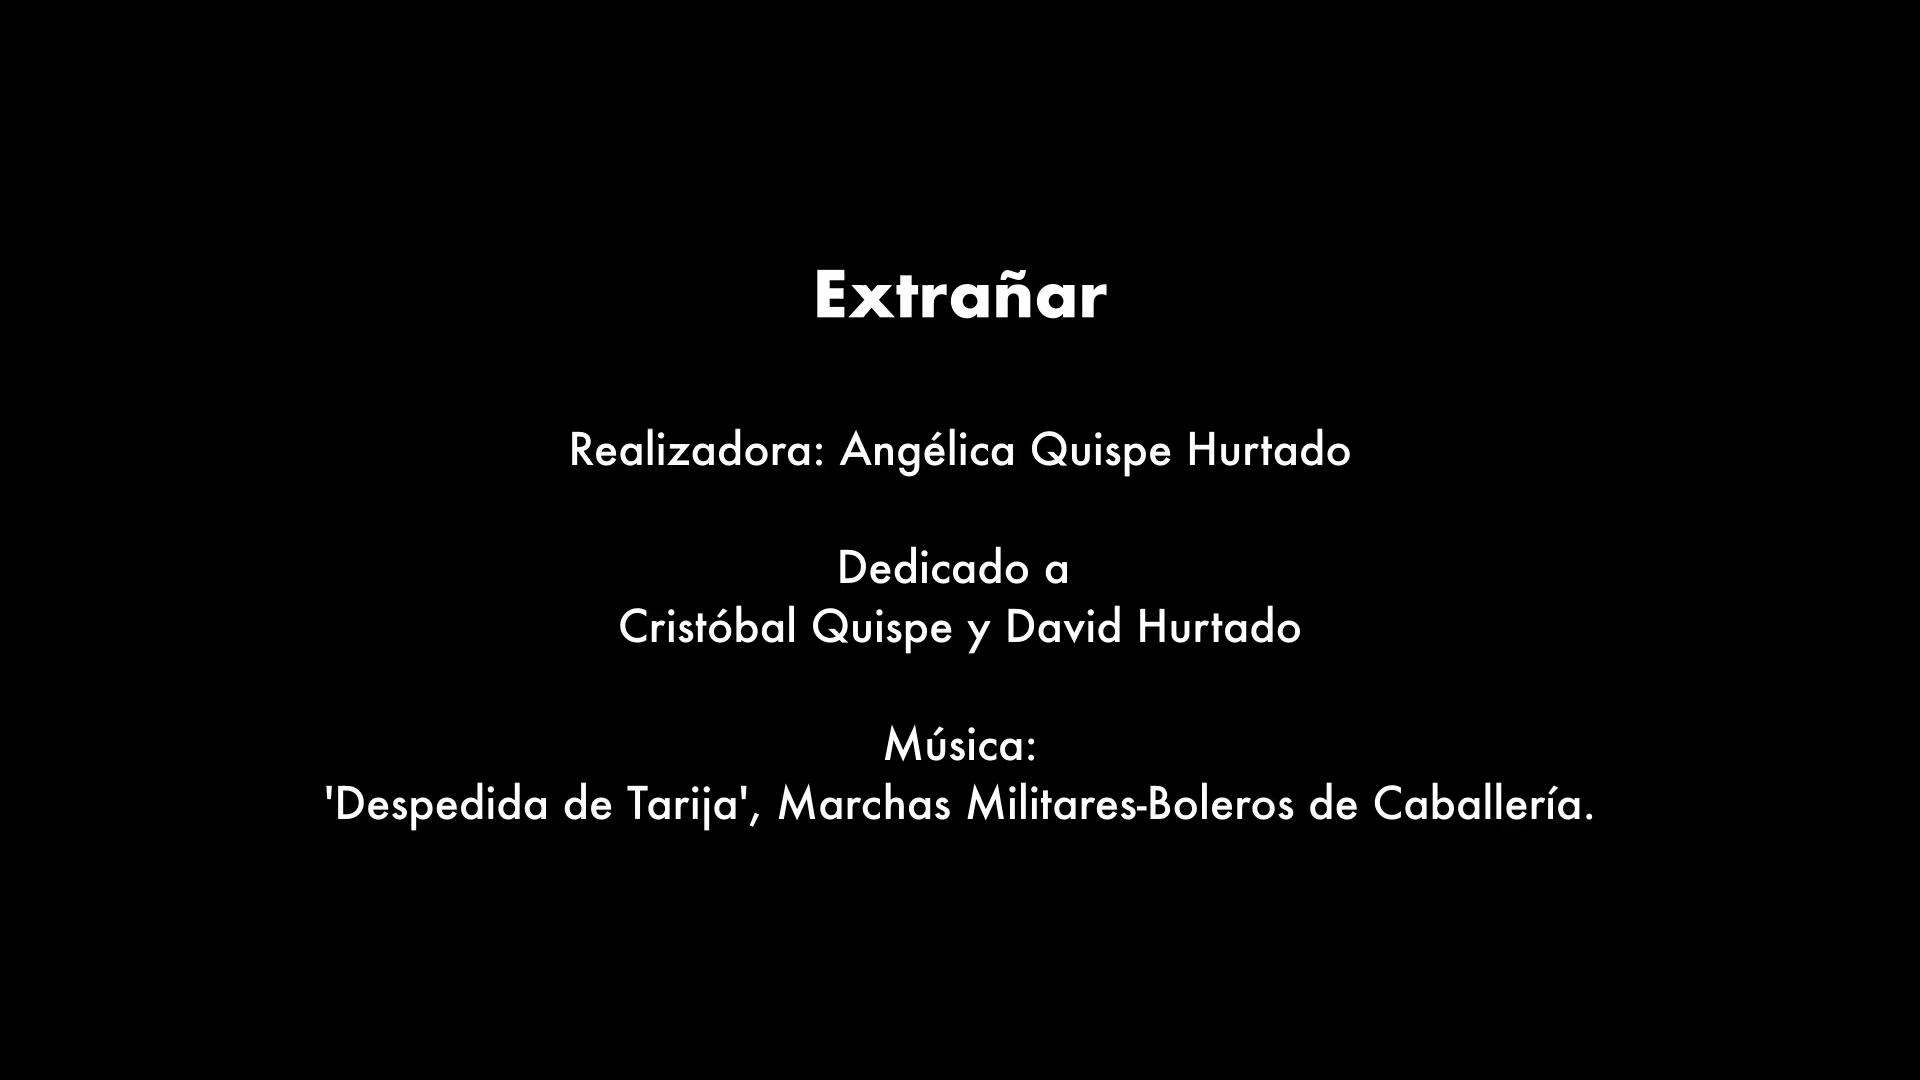 Extrañar
Realizadora: Angélica Quispe Hurtado
Dedicado a
Cristóbal Quispe y David Hurtado
Música:
'Despedida de Tarija', Marchas Militares-Boleros de Caballería.